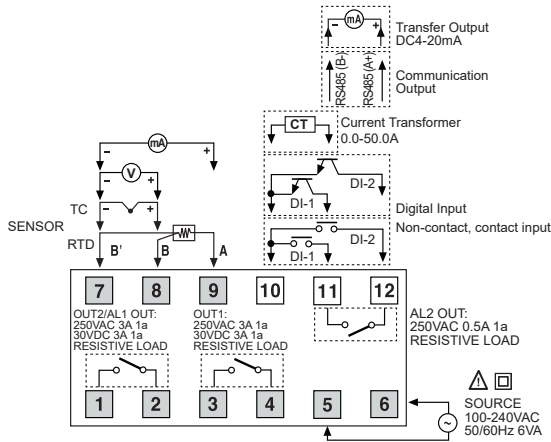 mA
- +
Transfer Output
DC4-20mA
RS485(B-)
RS485(A+)
Communication
Output
CT
Current Transformer
0.0-50.0A
mA
- +
V
- +
TC
- +
SENSOR
RTD
B' B A
DI-2
DI-1
Digital Input
Non-contact, contact input
DI-2
DI-1
7 8 9 10 11 12
OUT2/AL1 OUT:
250VAC 3A 1a
30VDC 3A 1a
RESISTIVE LOAD
OUT1:
250VAC 3A 1a
30VDC 3A 1a
RESISTIVE LOAD
AL2 OUT:
250VAC 0.5A 1a
RESISTIVE LOAD
1 2 3 4 5 6
SOURCE
100-240VAC
50/60Hz 6VA